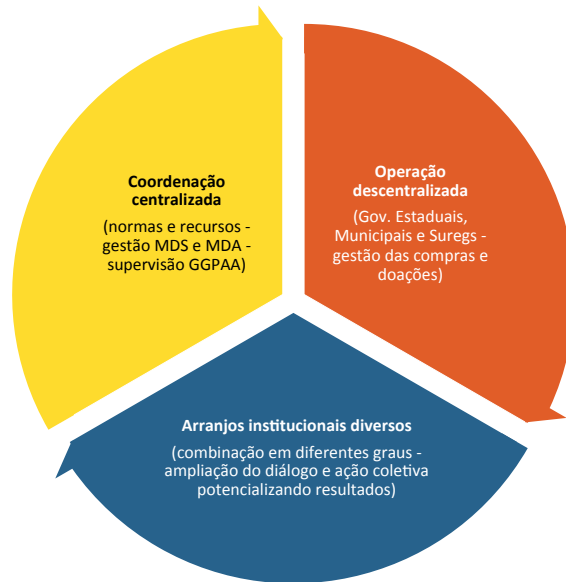 Coordenação
centralizada
(normas e recursos -
gestão MDS e MDA -
supervisão GGPAA)
Operação
descentralizada
(Gov. Estaduais,
Municipais e Suregs -
gestão das compras e
doações)
Arranjos institucionais diversos
(combinação em diferentes graus -
ampliação do diálogo e ação coletiva
potencializando resultados)